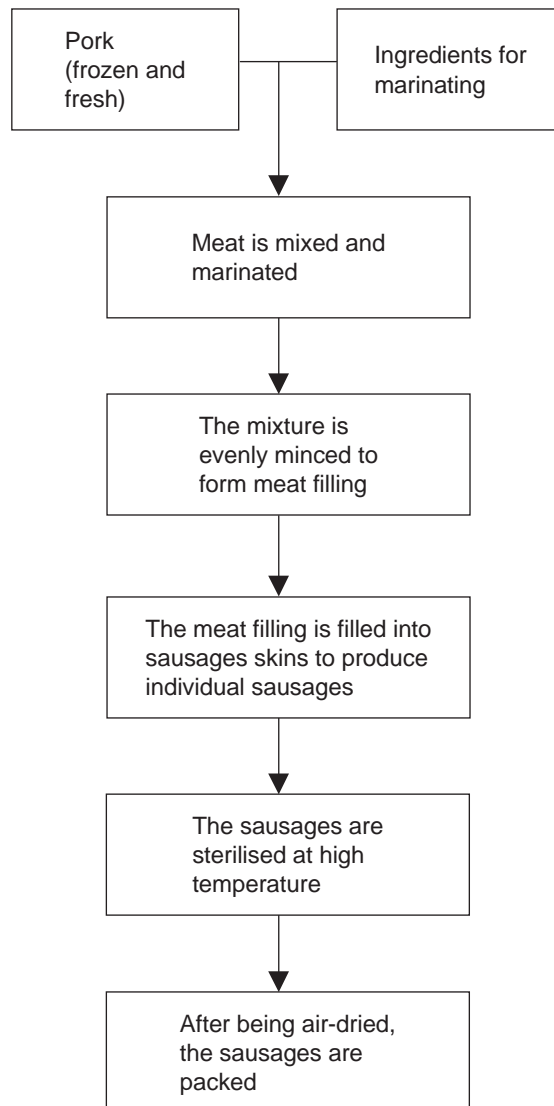 Pork
(frozen and
fresh)
Ingredients for
marinating
Meat is mixed and
marinated
The mixture is
evenly minced to
form meat filling
The meat filling is filled into
sausages skins to produce
individual sausages
The sausages are
sterilised at high
temperature
After being air-dried,
the sausages are
packed